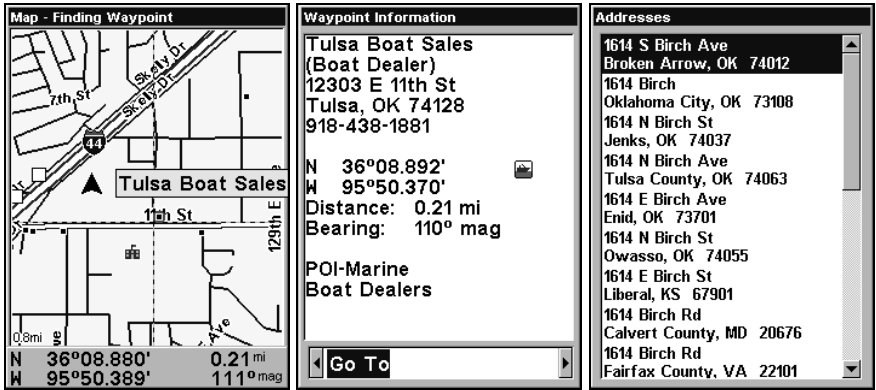 Map - Finding Waypoint
Skelly Dr
Skelly Dr
7th St
44
Tulsa Boat Sales
11th St
129th E
Ave
0.8mi
N 36º08.880' 0.21 mi
W 95º50.389' 111º mag
Waypoint Information
Tulsa Boat Sales
(Boat Dealer)
12303 E 11th St
Tulsa, OK 74128
918-438-1881
N 36º08.892'
W 95º50.370'
Distance: 0.21 mi
Bearing: 110º mag
POI-Marine
Boat Dealers
Go To
Addresses
1614 S Birch Ave
Broken Arrow, OK 74012
1614 Birch
Oklahoma City, OK 73108
1614 N Birch St
Jenks, OK 74037
1614 N Birch Ave
Tulsa County, OK 74063
1614 E Birch Ave
Enid, OK 73701
1614 N Birch St
Owasso, OK 74055
1614 E Birch St
Liberal, KS 67901
1614 Birch Rd
Calvert County, MD 20676
1614 Birch Rd
Fairfax County, VA 22101